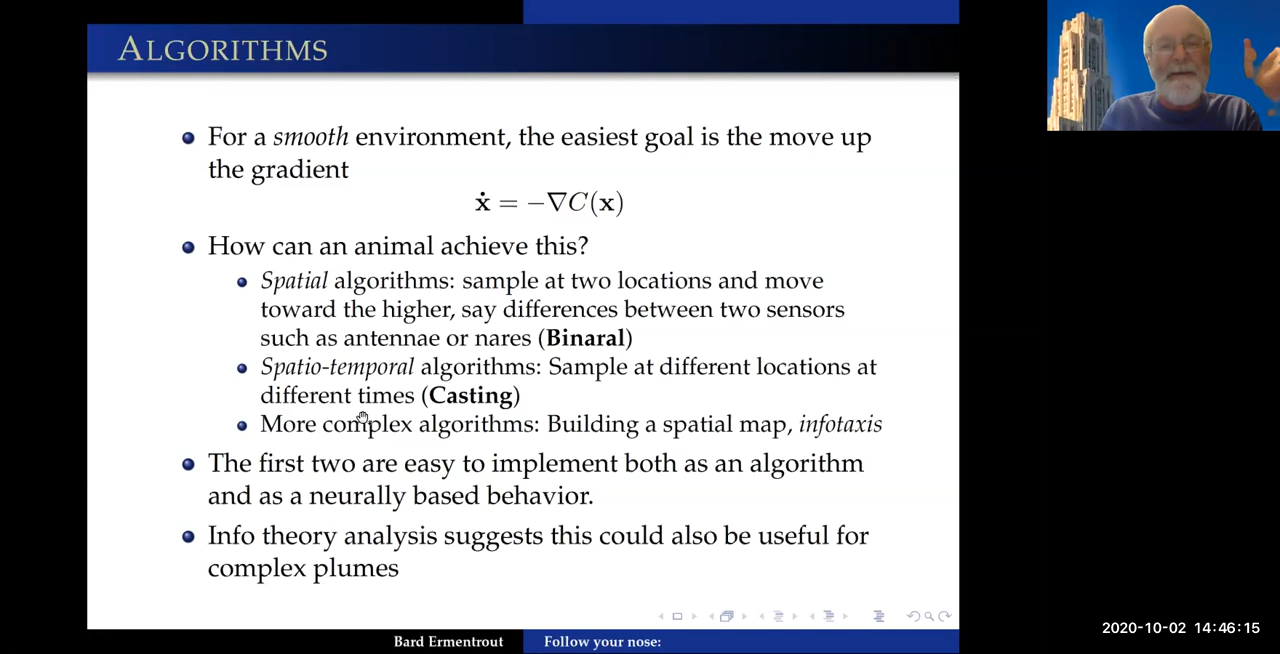 ALGORITHMS
For a smooth environment, the easiest goal is the move up
the gradient
ẋ = −∇C(x)
How can an animal achieve this?
Spatial algorithms: sample at two locations and move
toward the higher, say differences between two sensors
such as antennae or nares (Binaral)
Spatio-temporal algorithms: Sample at different locations at
different times (Casting)
More complex algorithms: Building a spatial map, infotaxis
The first two are easy to implement both as an algorithm
and as a neurally based behavior.
Info theory analysis suggests this could also be useful for
complex plumes
Bard Ermentrout Follow your nose:
2020-10-02 14:46:15